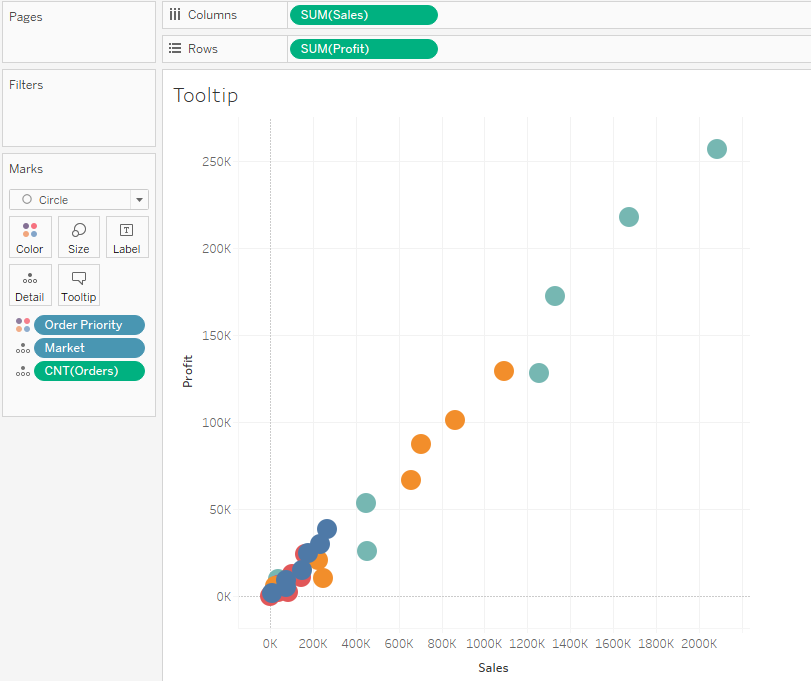 Pages
Columns
SUM(Sales)
Rows
SUM(Profit)
Filters
Marks
Circle
Color
Size
T
Label
Detail
Tooltip
Order Priority
Market
CNT(Orders)
Tooltip
Profit
250K
200K
150K
100K
50K
0K
0K 200K 400K 600K 800K 1000K 1200K 1400K 1600K 1800K 2000K
Sales